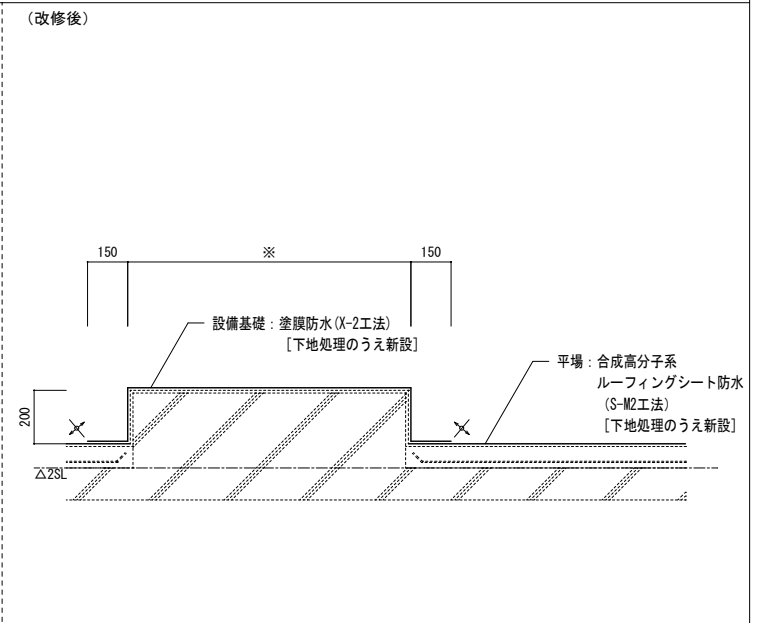 （改修後）
150
※
150
設備基礎：塗膜防水(X-2工法)
［下地処理のうえ新設］
平場：合成高分子系
ルーフィングシート防水
(S-M2工法)
［下地処理のうえ新設］
200
△2SL